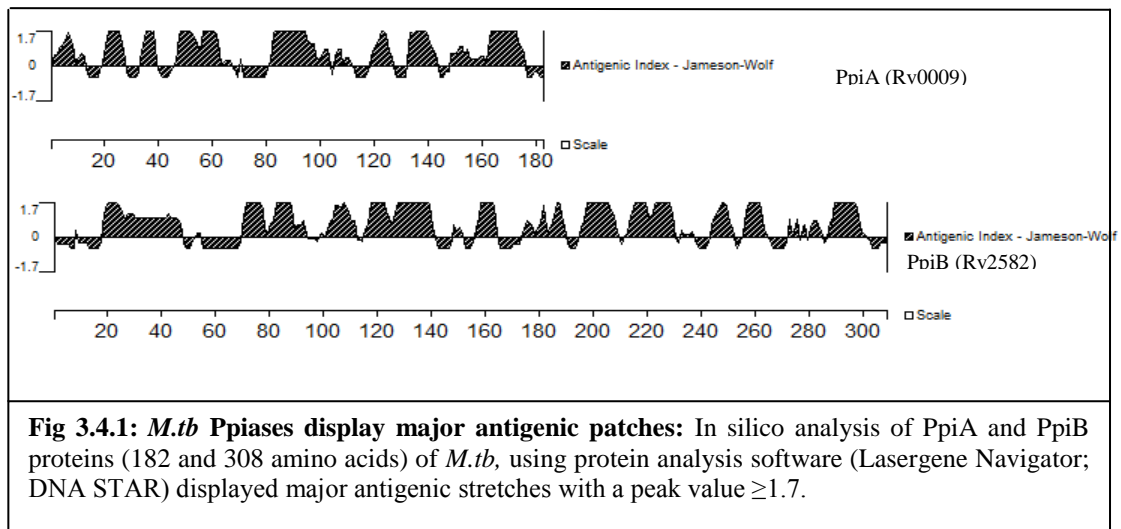 1.7
0
-1.7
Antigenic Index - Jameson-Wolf
PpiA (Rv0009)
Scale
20 40 60 80 100 120 140 160 180
1.7
0
-1.7
Antigenic Index - Jameson-Wolf
PpiB (Rv2582)
Scale
20 40 60 80 100 120 140 160 180 200 220 240 260 280 300
Fig 3.4.1: M.tb Ppiases display major antigenic patches: In silico analysis of PpiA and PpiB
proteins (182 and 308 amino acids) of M.tb, using protein analysis software (Lasergene Navigator;
DNA STAR) displayed major antigenic stretches with a peak value ≥1.7.